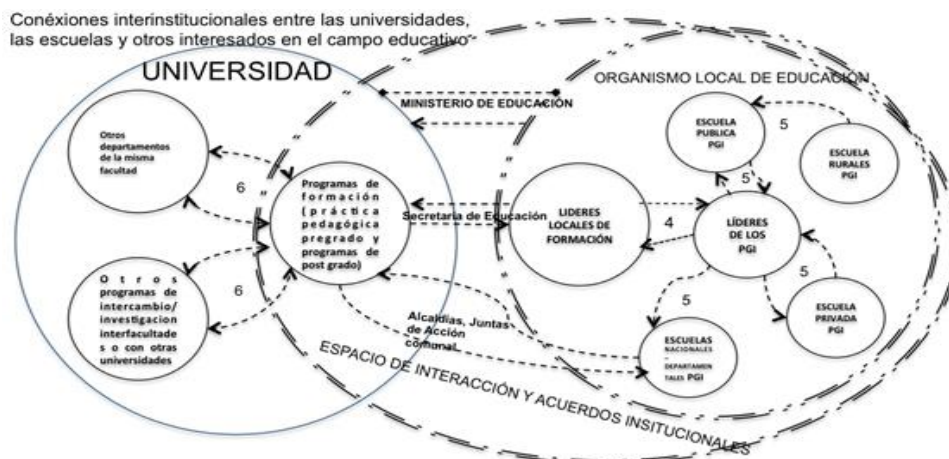 Conéxiones interinstitucionales entre las universidades,
las escuelas y otros interesados en el campo educativo
UNIVERSIDAD
ORGANISMO LOCAL DE EDUCACIÓN
MINISTERIO DE EDUCACIÓN
Otros
departamentos
de la misma
facultad
6
Programas de
formación
(práctica
pedagógica
pregrado y
programas de
post grado)
Secretaria de Educación
6
Otros
programas de
intercambio/
investigacion
interfacultade
s o con otras
universidades
LIDERES
LOCALES DE
FORMACIÓN
4
ESCUELA
PUBLICA
PGI
5
ESCUELA
RURALES
PGI
5
LÍDERES
DE LOS
PGI
5
5
ESCUELA
PRIVADA
PGI
ESCUELAS
NACIONALES
–
DEPARTAMEN
TALES PGI
Alcaldías, Juntas
de Acción
comunal
ESPACIO DE INTERACCIÓN Y ACUERDOS INSITUCIONALES